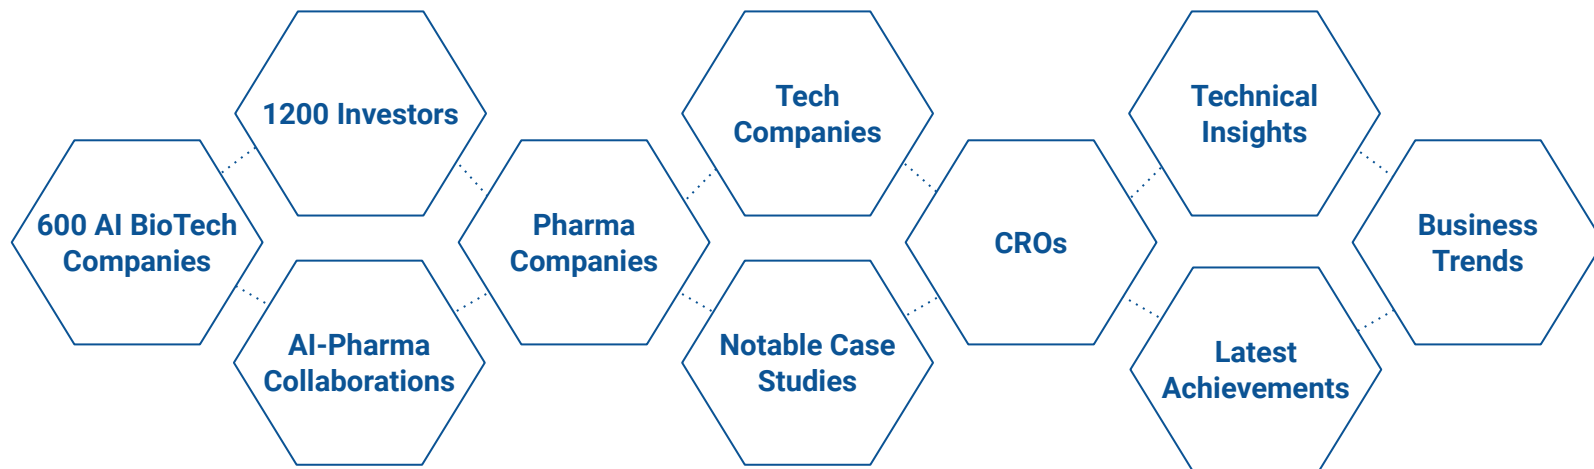 1200 Investors
Tech
Companies
Technical
Insights
600 AI BioTech
Companies
Pharma
Companies
CROs
Business
Trends
AI-Pharma
Collaborations
Notable Case
Studies
Latest
Achievements